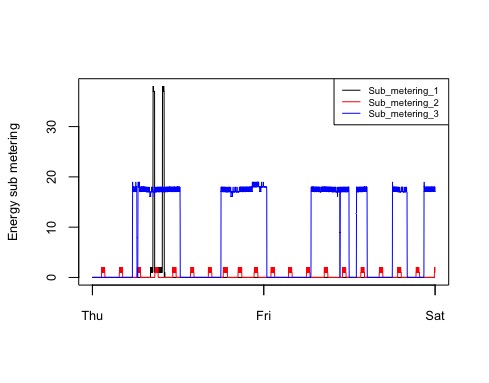 Sub_metering_1
Sub_metering_2
Sub_metering_3
Energy sub metering
30
20
10
0
Thu Fri Sat